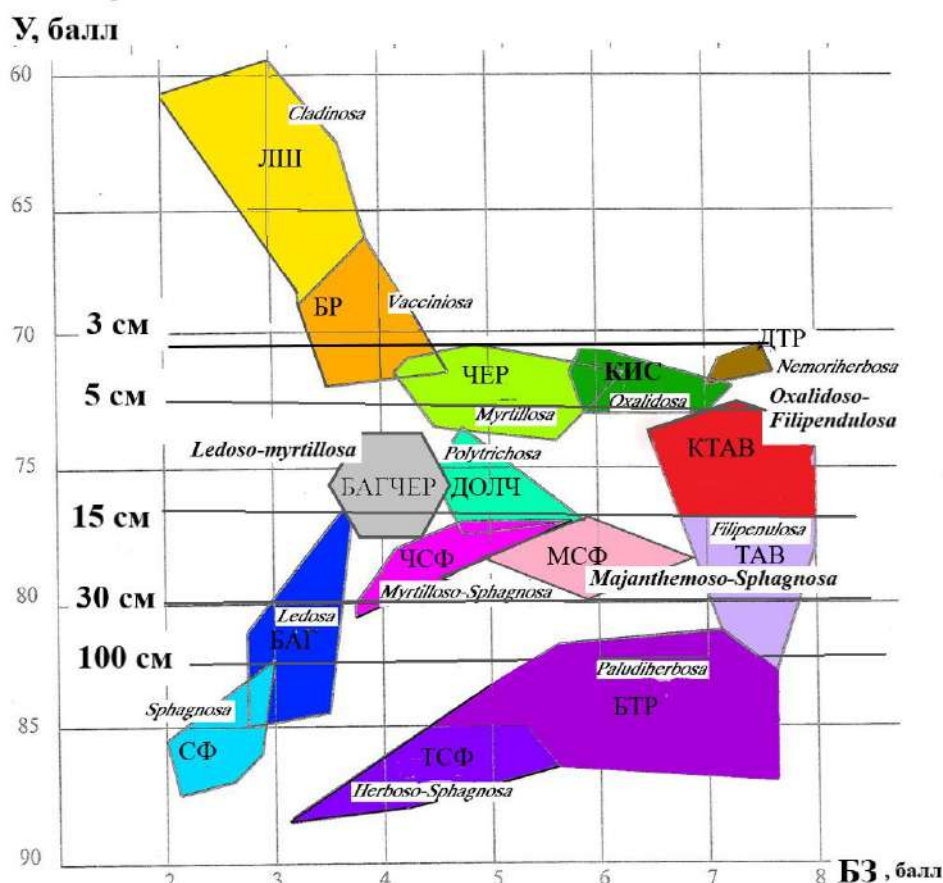 У, балл
60
Cladinosa
ЛШ
65
БР
Vacciniosa
3 см
70
ДТР
Nemoriherbosa
ЧЕР
КИС
5 см
Oxalidosa
Oxalidoso-
Filipendulosa
Myrtillosa
Ledoso-myrtillosa
Polytrichosa
КТАВ
75
БАГЧЕР
ДОЛЧ
15 см
Filipenulosa
ЧСФ
МСФ
ТАВ
Myrtilloso-Sphagnosa
Majanthemoso-Sphagnosa
80
30 см
Ledosa
БАГ
100 см
Paludiherbosa
Sphagnosa
БТР
85
СФ
ТСФ
Herboso-Sphagnosa
90
2 3 4 5 6 7 8 БЗ , балл